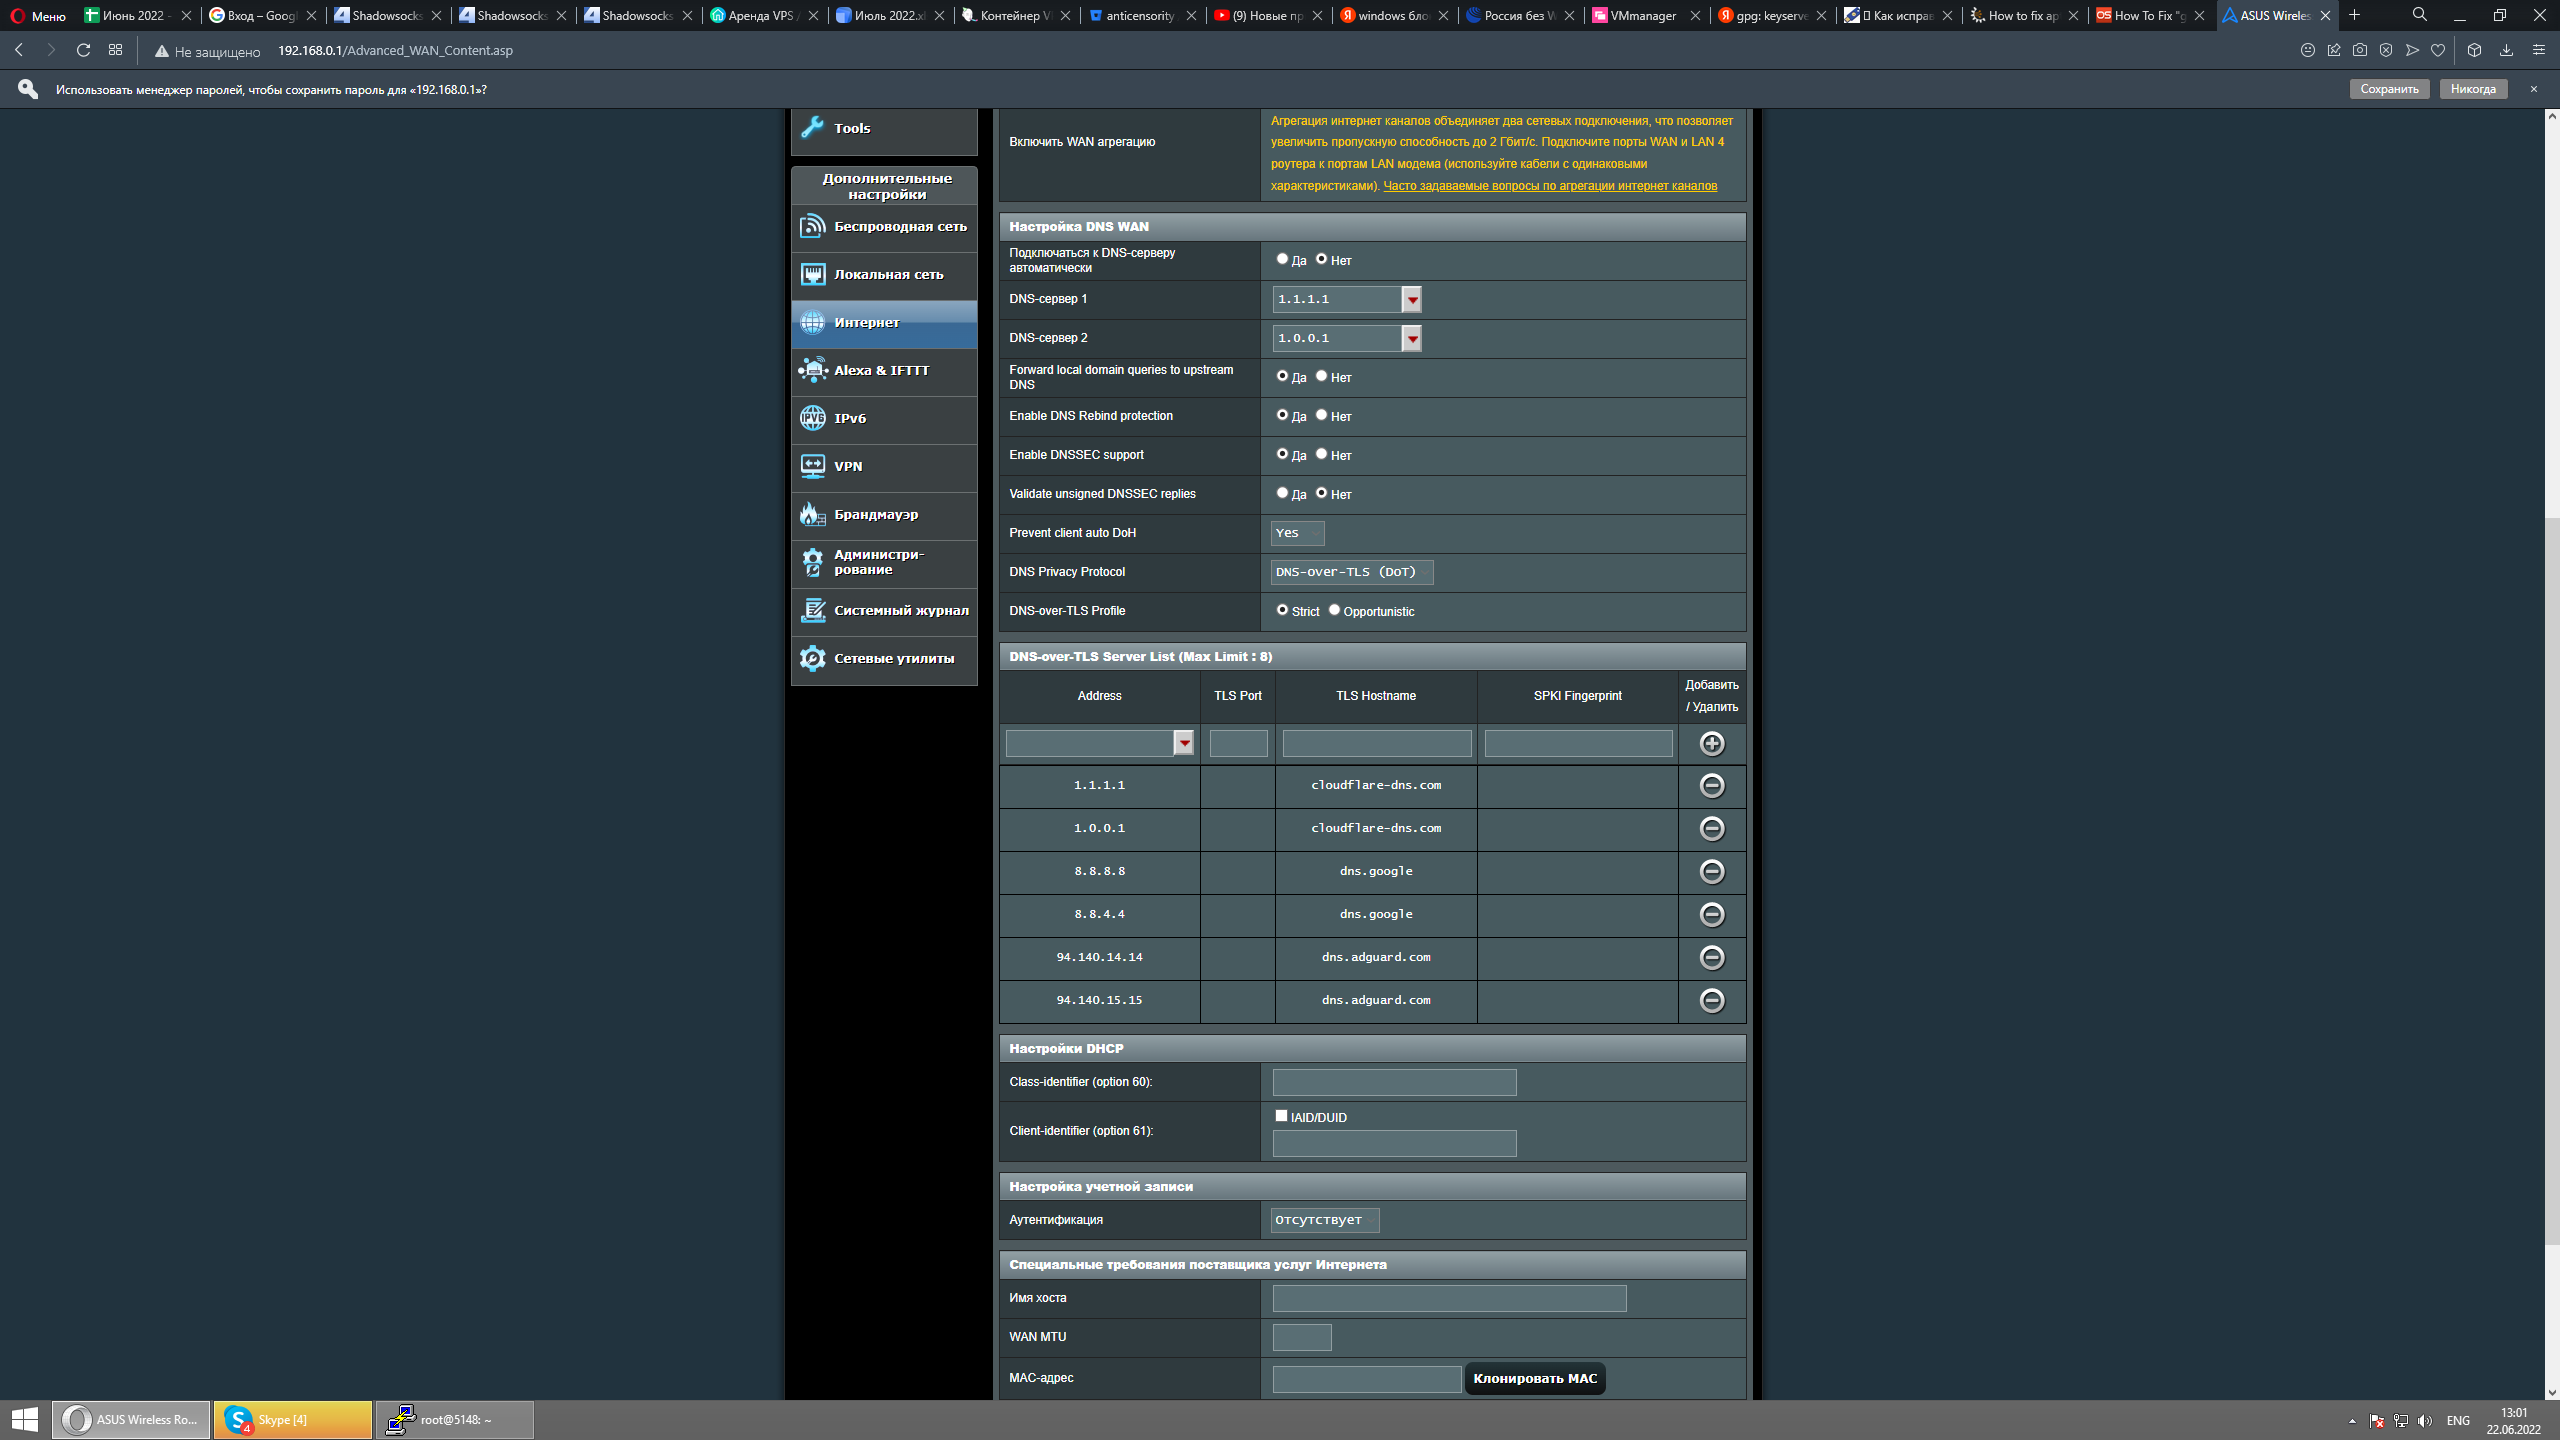 Меню
Июнь 2022 -
Вход – Googl
Shadowsocks
Shadowsocks
Shadowsocks
Аренда VPS /
Июль 2022.xl
Контейнер V
anticensority
(9) Новые пр
windows бло
Россия без W
VMmanager
gpg: keyserve
Как исправ
How to fix ap
How To Fix "g
ASUS Wireles
Не защищено
192.168.0.1/Advanced_WAN_Content.asp
Использовать менеджер паролей, чтобы сохранить пароль для «192.168.0.1»?
Сохранить
Никогда
Tools
Дополнительные
настройки
Беспроводная сеть
Локальная сеть
Интернет
Alexa & IFTTT
IPv6
VPN
Брандмауэр
Администри-
рование
Системный журнал
Сетевые утилиты
Включить WAN агрегацию
Агрегация интернет каналов объединяет два сетевых подключения, что позволяет
увеличить пропускную способность до 2 Гбит/с. Подключите порты WAN и LAN 4
роутера к портам LAN модема (используйте кабели с одинаковыми
характеристиками). Часто задаваемые вопросы по агрегации интернет каналов
Настройка DNS WAN
Подключаться к DNS-серверу
автоматически
Да Нет
DNS-сервер 1
1.1.1.1
DNS-сервер 2
1.0.0.1
Forward local domain queries to upstream
DNS
Да Нет
Enable DNS Rebind protection
Да Нет
Enable DNSSEC support
Да Нет
Validate unsigned DNSSEC replies
Да Нет
Prevent client auto DoH
Yes
DNS Privacy Protocol
DNS-over-TLS (DoT)
DNS-over-TLS Profile
Strict Opportunistic
DNS-over-TLS Server List (Max Limit : 8)
Address
TLS Port
TLS Hostname
SPKI Fingerprint
Добавить
/ Удалить
1.1.1.1 cloudflare-dns.com
1.0.0.1 cloudflare-dns.com
8.8.8.8 dns.google
8.8.4.4 dns.google
94.140.14.14 dns.adguard.com
94.140.15.15 dns.adguard.com
Настройки DHCP
Class-identifier (option 60):
IAID/DUID
Client-identifier (option 61):
Настройка учетной записи
Аутентификация
Отсутствует
Специальные требования поставщика услуг Интернета
Имя хоста
WAN MTU
MAC-адрес
Клонировать MAC
ASUS Wireless Ro...
4
Skype [4]
root@5148: ~
ENG
13:01
22.06.2022